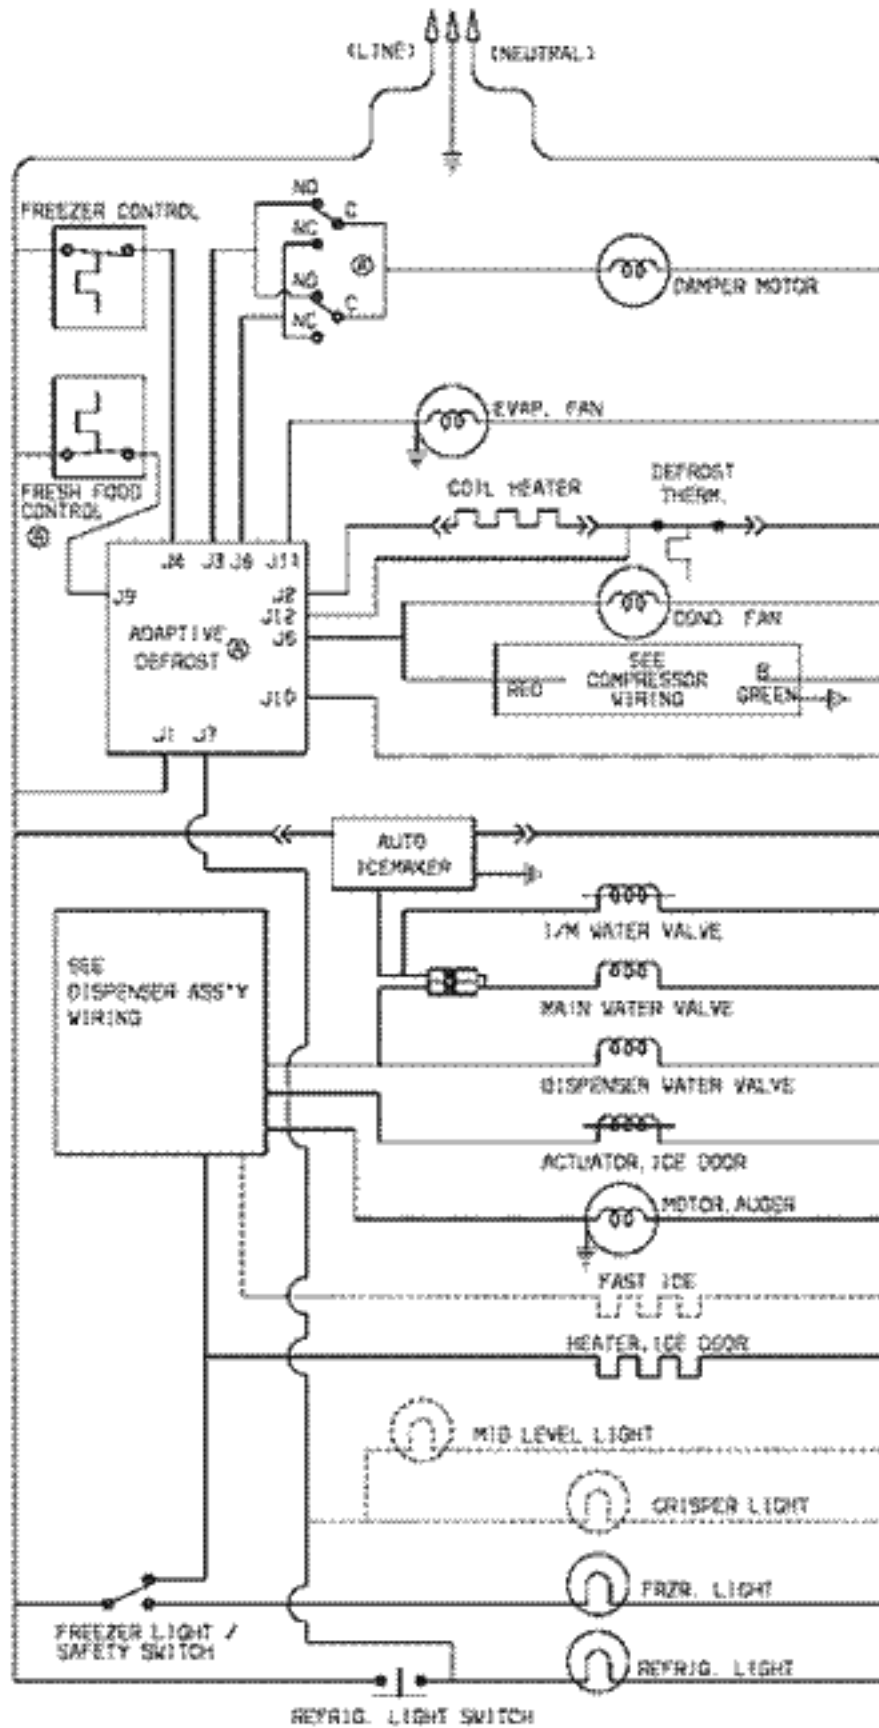 (LINE)
(NEUTRAL)
FREEZER CONTROL
NO
C
NC
NO
C
NC
DAMPER MOTOR
EVAP. FAN
FRESH FOOD
CONTROL
COIL HEATER
DEFROST
THERM.
J4 J3 J11
J9
J2
J12
ADAPTIVE
DEFROST
J10
J1 J7
COND. FAN
SEE
COMPRESSOR
WIRING
RED
GREEN
AUTO
ICEMAKER
SEE
DISPENSER ASS'Y
WIRING
I/M WATER VALVE
MAIN WATER VALVE
DISPENSER WATER VALVE
ACTUATOR, ICE DOOR
MOTOR, AUGER
FAST ICE
HEATER, ICE DOOR
MID LEVEL LIGHT
CRISPER LIGHT
FRZR. LIGHT
FREEZER LIGHT /
SAFETY SWITCH
REFRIG. LIGHT
REFRIG. LIGHT SWITCH